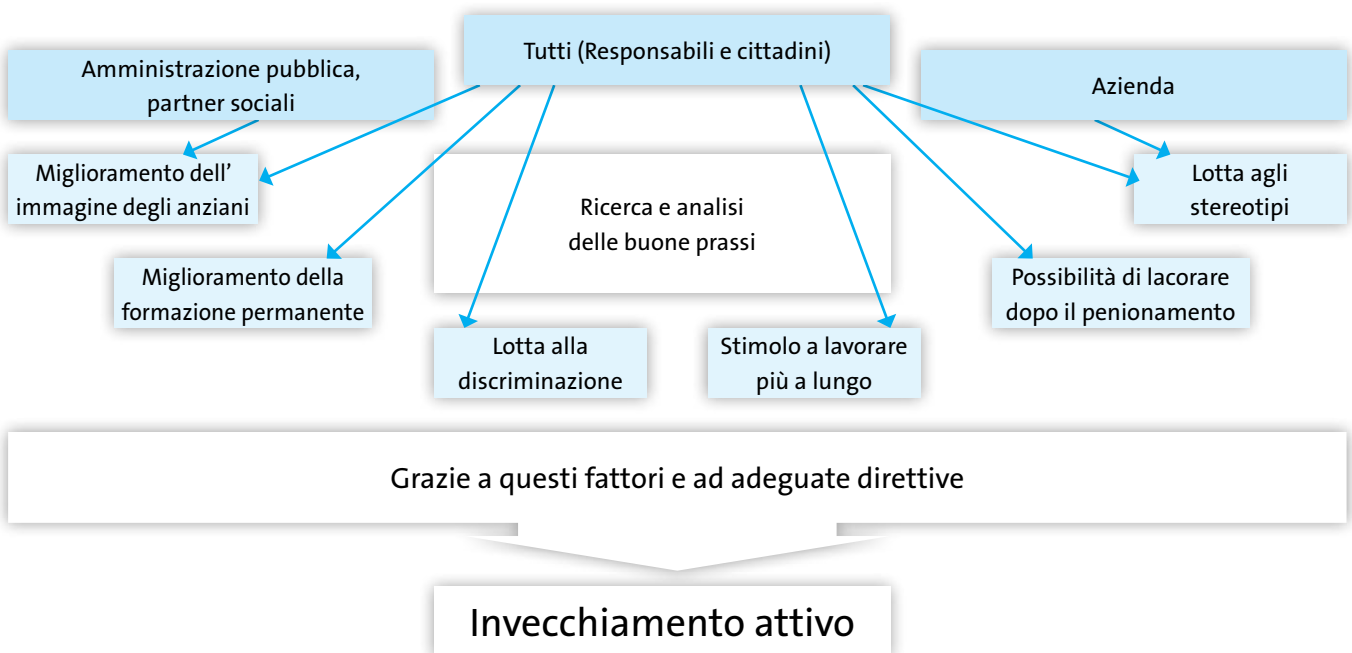 Tutti (Responsabili e cittadini)
Amministrazione pubblica,
partner sociali
Azienda
Miglioramento dell’
immagine degli anziani
Lotta agli
stereotipi
Ricerca e analisi
delle buone prassi
Miglioramento della
formazione permanente
Possibilità di lacorare
dopo il penionamento
Lotta alla
discriminazione
Stimolo a lavorare
più a lungo
Grazie a questi fattori e ad adeguate direttive
Invecchiamento attivo